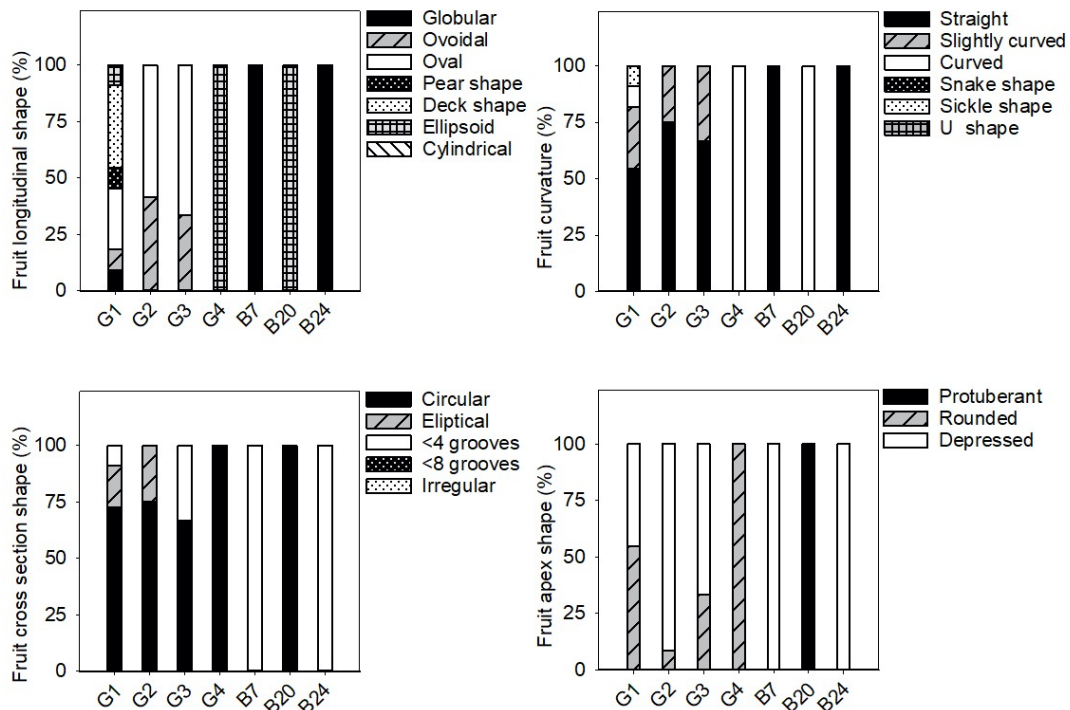 Globular
Ovoidal
Oval
Pear shape
Deck shape
Ellipsoid
Cylindrical
Fruit longitudinal shape (%)
100
75
50
25
0
G1 G2 G3 G4 B7 B20 B24
Straight
Slightly curved
Curved
Snake shape
Sickle shape
U shape
Fruit curvature (%)
100
75
50
25
0
G1 G2 G3 G4 B7 B20 B24
Circular
Eliptical
<4 grooves
<8 grooves
Irregular
Fruit cross section shape (%)
100
75
50
25
0
G1 G2 G3 G4 B7 B20 B24
Protuberant
Rounded
Depressed
Fruit apex shape (%)
100
75
50
25
0
G1 G2 G3 G4 B7 B20 B24